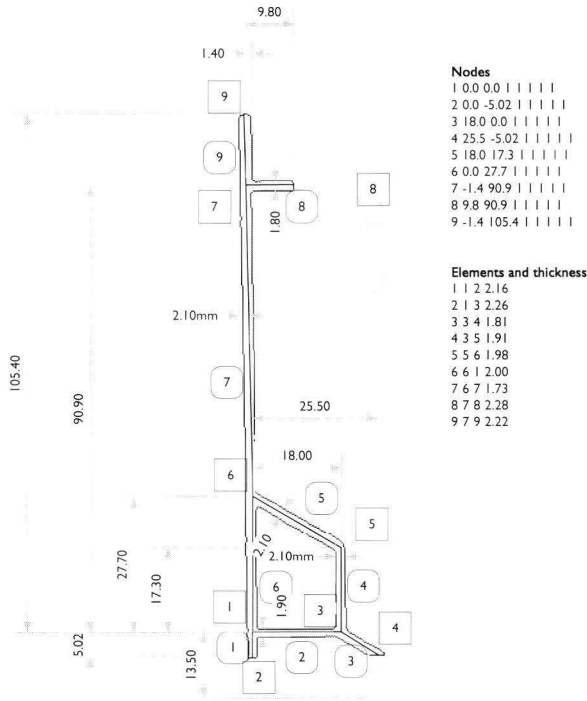 9.80
1.40
9
9
7
8
8
1.80
2.10mm
7
105.40
90.90
25.50
18.00
6
5
5
2.10
2.10mm
27.70
17.30
6
1.90
4
1
3
4
5.02
1
2
3
13.50
2
Nodes
1 0.0 0.0 1 1 1 1 1
2 0.0 -5.02 1 1 1 1 1
3 18.0 0.0 1 1 1 1 1
4 25.5 -5.02 1 1 1 1 1
5 18.0 17.3 1 1 1 1 1
6 0.0 27.7 1 1 1 1 1
7 -1.4 90.9 1 1 1 1 1
8 9.8 90.9 1 1 1 1 1
9 -1.4 105.4 1 1 1 1 1
Elements and thickness
1 1 2 2.16
2 1 3 2.26
3 3 4 1.81
4 3 5 1.91
5 5 6 1.98
6 6 1 2.00
7 6 7 1.73
8 7 8 2.28
9 7 9 2.22